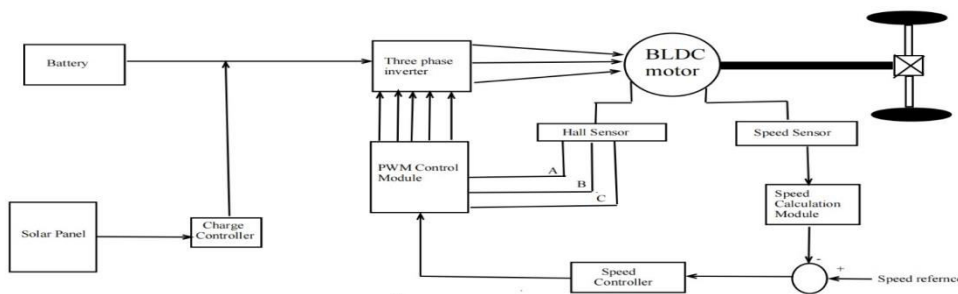 Battery
Three phase
inverter
BLDC
motor
Hall Sensor
Speed Sensor
PWM Control
Module
A
B
C
Speed
Calculation
Module
Solar Panel
Charge
Controller
Speed
Controller
-
+
Speed refernce